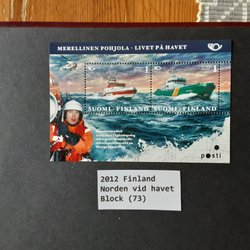 MERELLINEN POHJOLA - LIVET PÅ HAVET
SUOMI FINLAND
SUOMI FINLAND
posti
2012 Finland
Norden vid havet
Block (73)